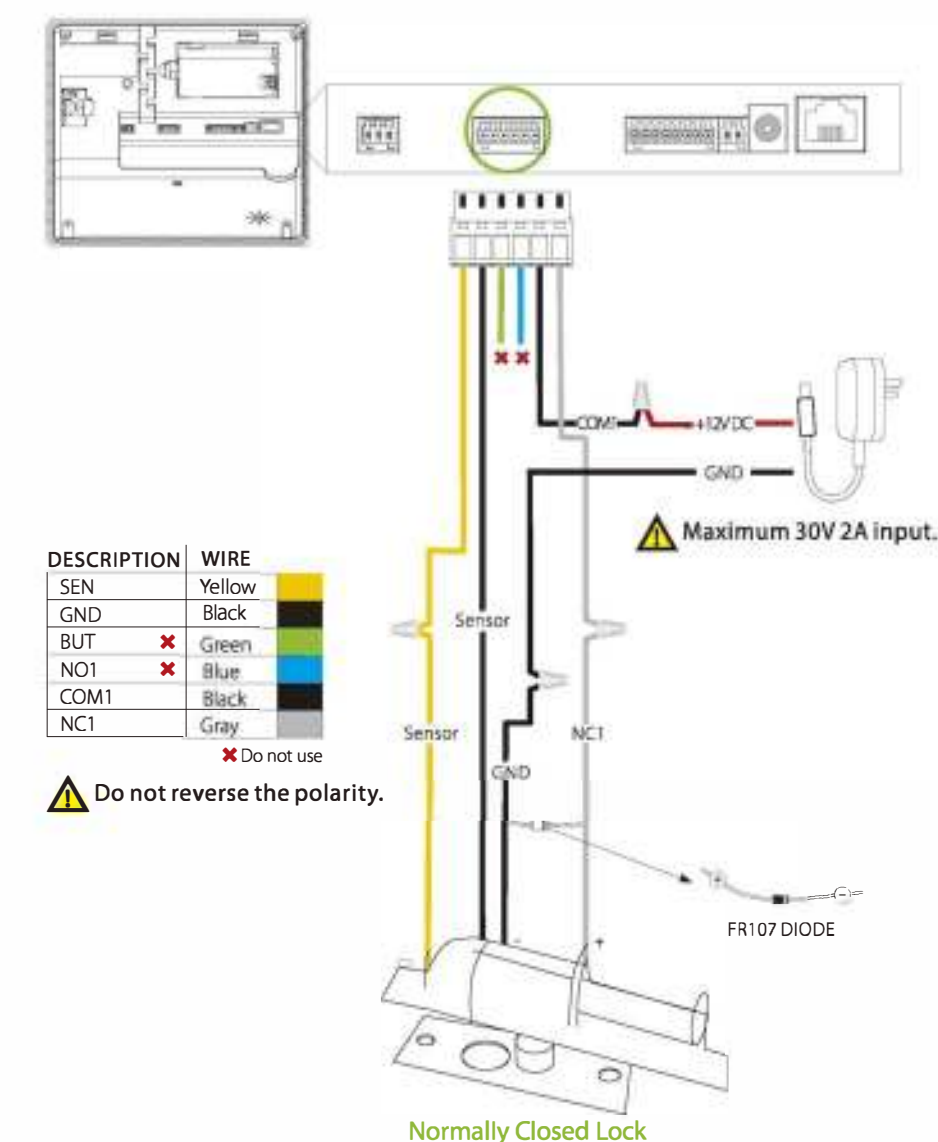 COM1
+12V DC
GND
Maximum 30V 2A input.
DESCRIPTION WIRE
SEN Yellow
GND Black
BUT ✖ Green
NO1 ✖ Blue
COM1 Black
NC1 Gray
✖ Do not use
Do not reverse the polarity.
Sensor
Sensor
NC1
GND
- +
+ -
FR107 DIODE
Normally Closed Lock